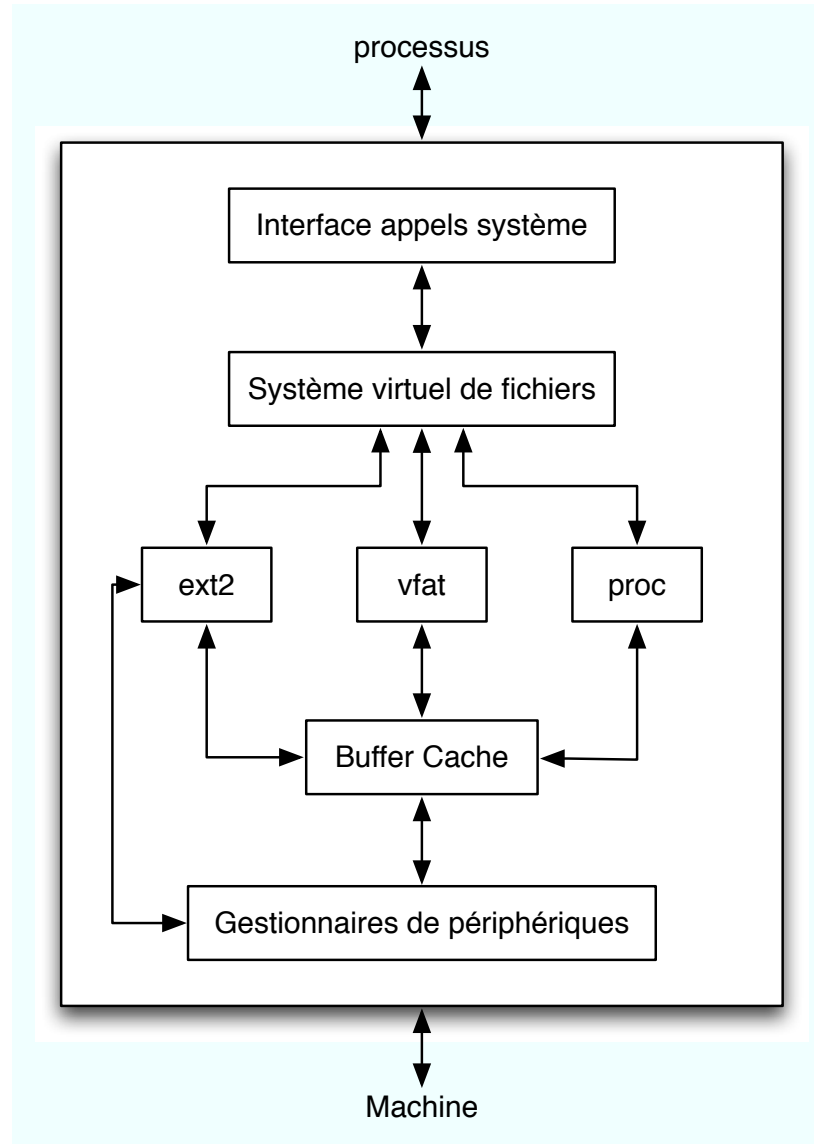 processus
Interface appels système
Système virtuel de fichiers
ext2
vfat
proc
Buffer Cache
Gestionnaires de périphériques
Machine